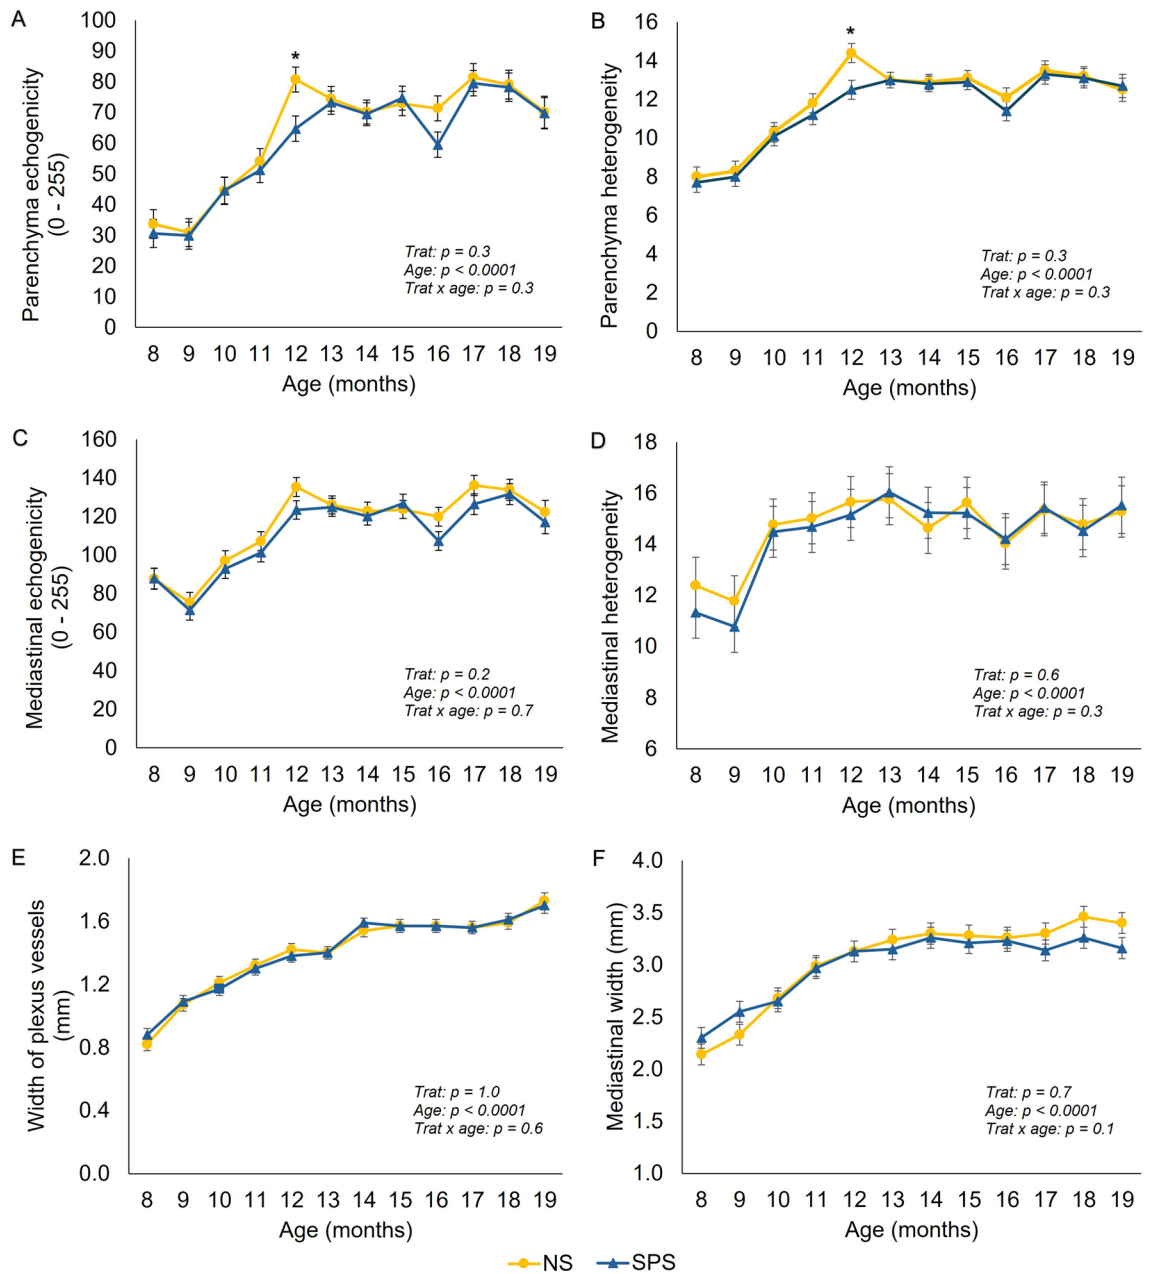 A
Parenchyma echogenicity
(0 - 255)
100
90
80
70
60
50
40
30
20
10
0
*
Trat: p = 0.3
Age: p < 0.0001
Trat x age: p = 0.3
8 9 10 11 12 13 14 15 16 17 18 19
Age (months)
B
Parenchyma heterogeneity
16
14
12
10
8
6
4
2
0
*
Trat: p = 0.3
Age: p < 0.0001
Trat x age: p = 0.3
8 9 10 11 12 13 14 15 16 17 18 19
Age (months)
C
Mediastinal echogenicity
(0 - 255)
160
140
120
100
80
60
40
20
0
Trat: p = 0.2
Age: p < 0.0001
Trat x age: p = 0.7
8 9 10 11 12 13 14 15 16 17 18 19
Age (months)
D
Mediastinal heterogeneity
18
16
14
12
10
8
6
Trat: p = 0.6
Age: p < 0.0001
Trat x age: p = 0.3
8 9 10 11 12 13 14 15 16 17 18 19
Age (months)
E
Width of plexus vessels
(mm)
2.0
1.6
1.2
0.8
0.4
0.0
Trat: p = 1.0
Age: p < 0.0001
Trat x age: p = 0.6
8 9 10 11 12 13 14 15 16 17 18 19
Age (months)
F
Mediastinal width (mm)
4.0
3.5
3.0
2.5
2.0
1.5
1.0
Trat: p = 0.7
Age: p < 0.0001
Trat x age: p = 0.1
8 9 10 11 12 13 14 15 16 17 18 19
Age (months)
NS SPS